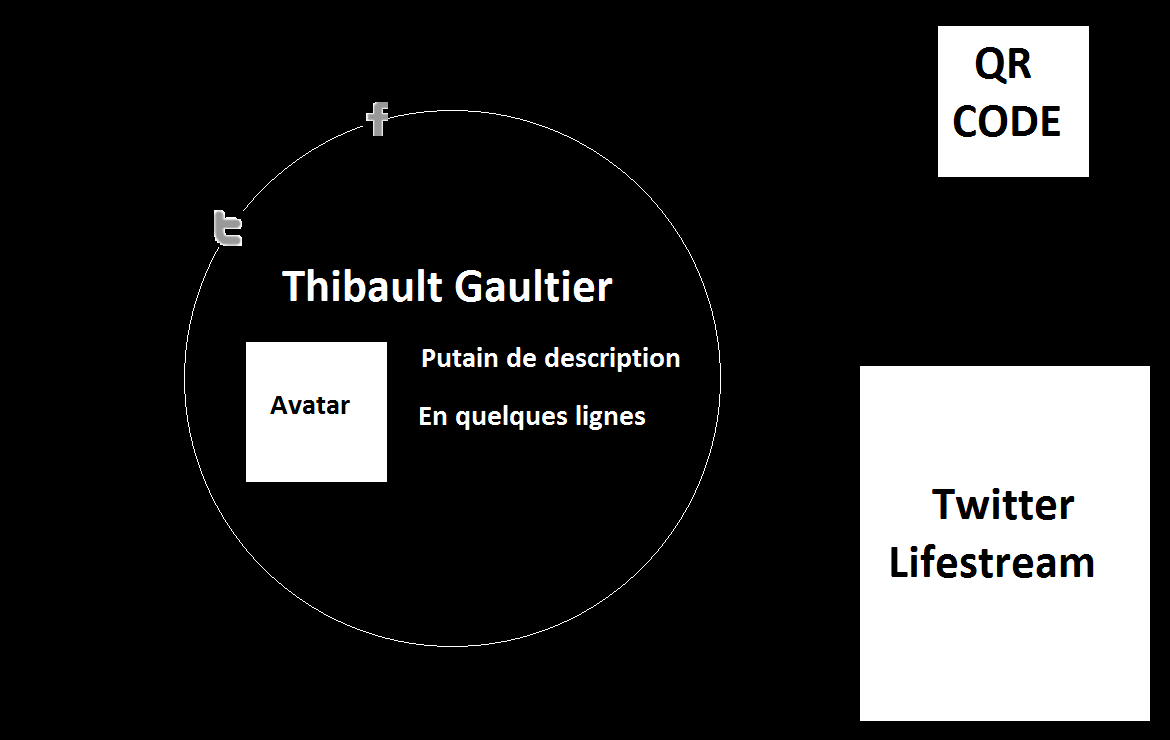 QR
CODE
f
t
Thibault Gaultier
Putain de description
Avatar
En quelques lignes
Twitter
Lifestream